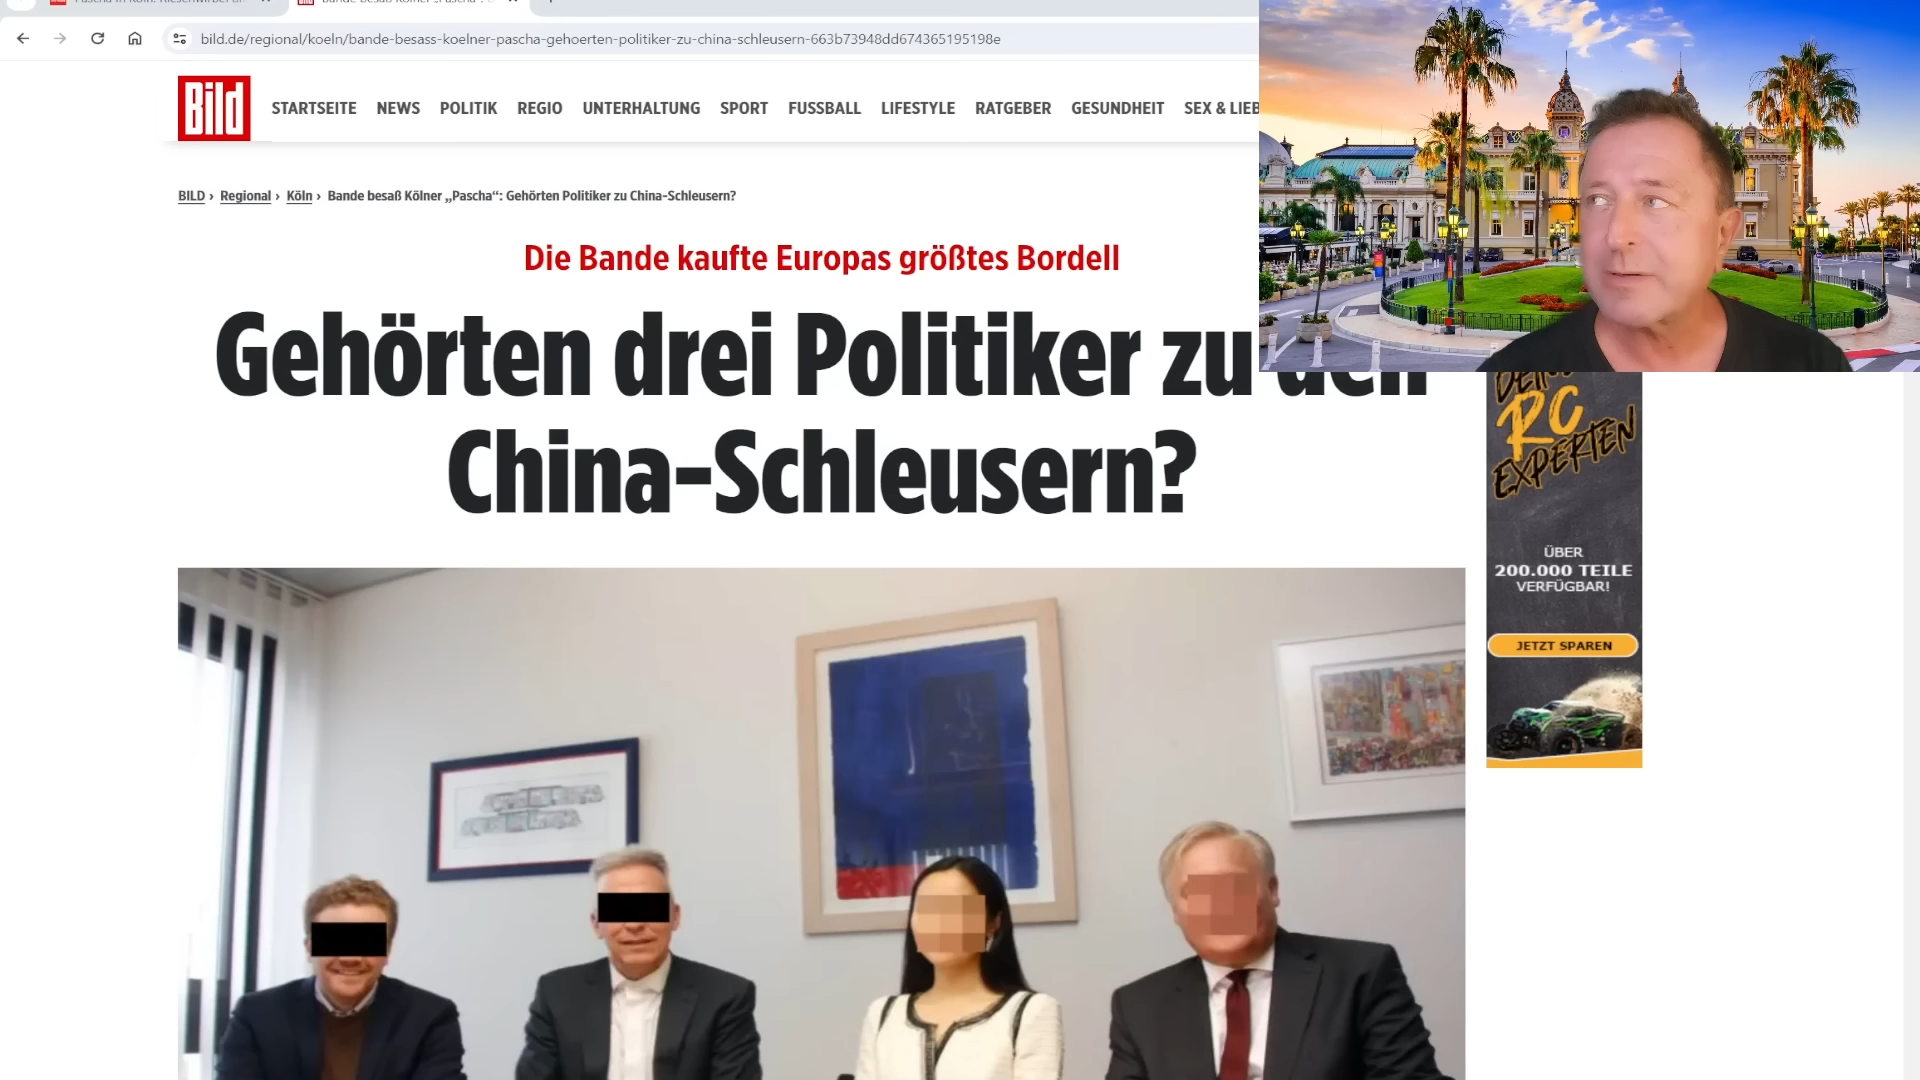 bild.de/regional/koeln/bande-besass-koelner-pascha-gehoerten-politiker-zu-china-schleusern-663b73948dd674365195198e
Bild STARTSEITE NEWS POLITIK REGIO UNTERHALTUNG SPORT FUSSBALL LIFESTYLE RATGEBER GESUNDHEIT SEX & LIEB
BILD › Regional › Köln › Bande besaß Kölner „Pascha“: Gehörten Politiker zu China-Schleusern?
Die Bande kaufte Europas größtes Bordell
Gehörten drei Politiker zu den
China-Schleusern?
RC
EXPERTEN
ÜBER
200.000 TEILE
VERFÜGBAR!
JETZT SPAREN